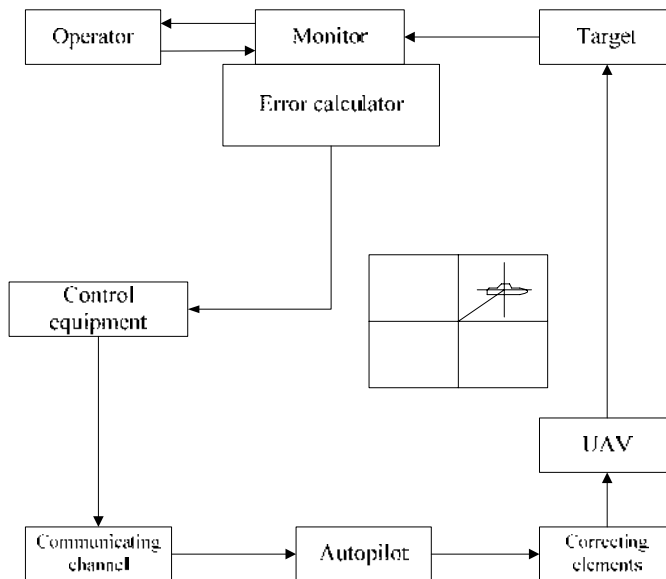 Operator
Monitor
Target
Error calculator
Control
equipment
UAV
Communicating
channel
Autopilot
Correcting
elements